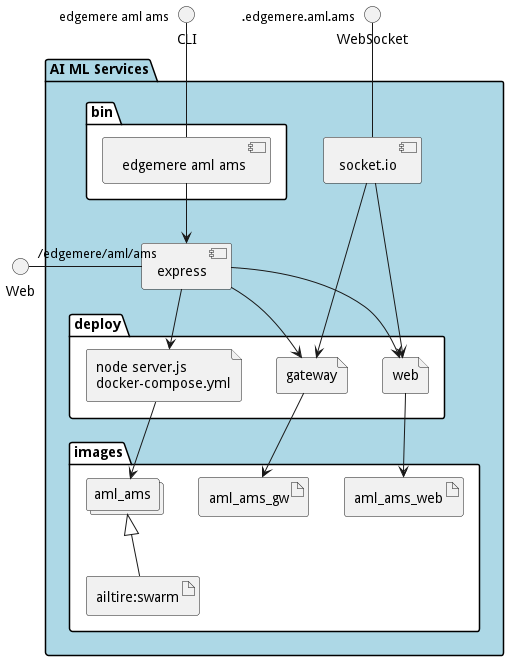 edgemere aml ams
.edgemere.aml.ams
CLI
WebSocket
AI ML Services
bin
edgemere aml ams
socket.io
/edgemere/aml/ams
express
Web
deploy
node server.js
docker-compose.yml
gateway
web
images
aml_ams
aml_ams_gw
aml_ams_web
ailtire:swarm